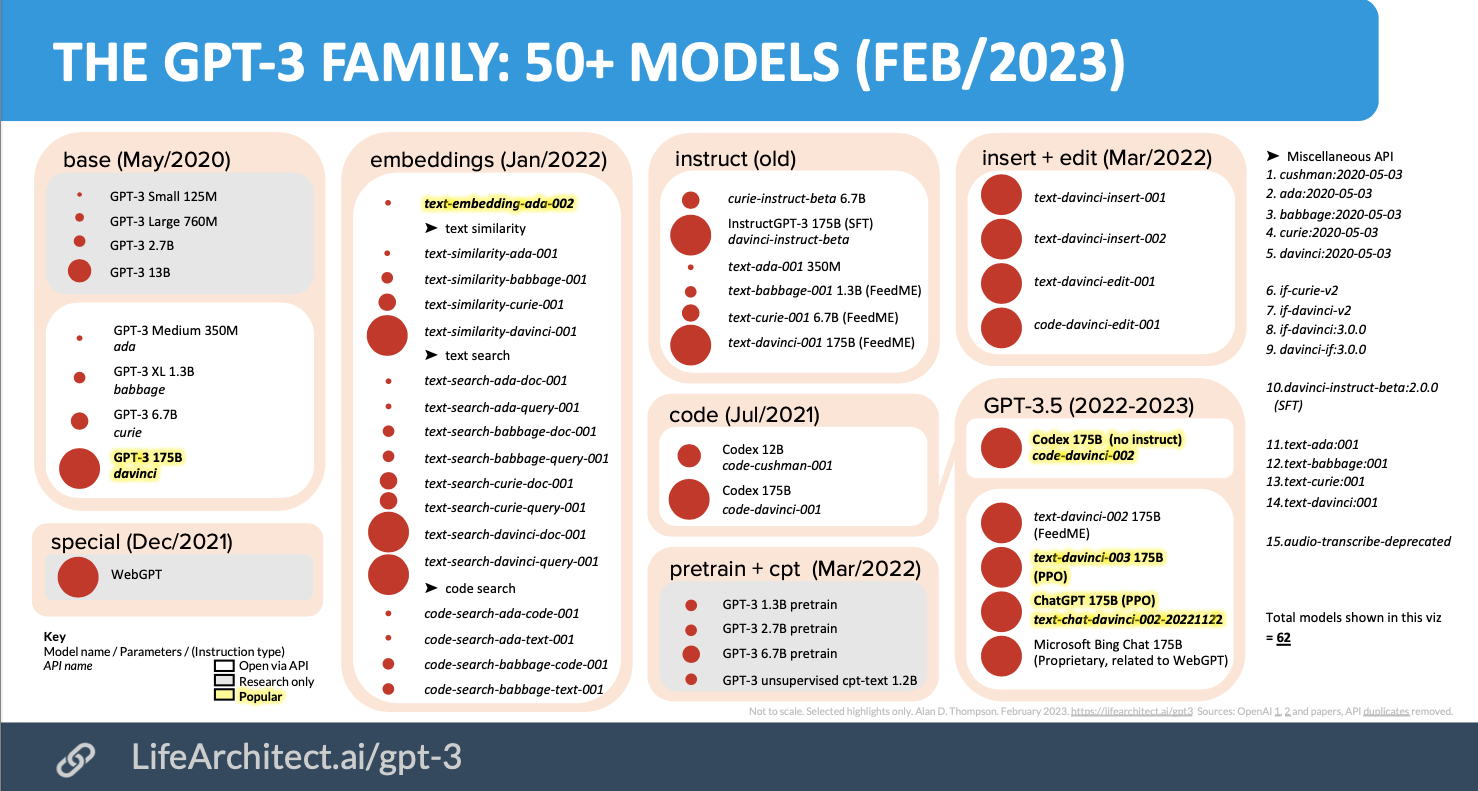 THE GPT-3 FAMILY: 50+ MODELS (FEB/2023)
base (May/2020)
GPT-3 Small 125M
GPT-3 Large 760M
GPT-3 2.7B
GPT-3 13B
GPT-3 Medium 350M
ada
GPT-3 XL 1.3B
babbage
GPT-3 6.7B
curie
GPT-3 175B
davinci
special (Dec/2021)
WebGPT
Key
Model name / Parameters / (Instruction type)
API name
Open via API
Research only
Popular
embeddings (Jan/2022)
text-embedding-ada-002
➤ text similarity
text-similarity-ada-001
text-similarity-babbage-001
text-similarity-curie-001
text-similarity-davinci-001
➤ text search
text-search-ada-doc-001
text-search-ada-query-001
text-search-babbage-doc-001
text-search-babbage-query-001
text-search-curie-doc-001
text-search-curie-query-001
text-search-davinci-doc-001
text-search-davinci-query-001
➤ code search
code-search-ada-code-001
code-search-ada-text-001
code-search-babbage-code-001
code-search-babbage-text-001
instruct (old)
curie-instruct-beta 6.7B
InstructGPT-3 175B (SFT)
davinci-instruct-beta
text-ada-001 350M
text-babbage-001 1.3B (FeedME)
text-curie-001 6.7B (FeedME)
text-davinci-001 175B (FeedME)
code (Jul/2021)
Codex 12B
code-cushman-001
Codex 175B
code-davinci-001
pretrain + cpt (Mar/2022)
GPT-3 1.3B pretrain
GPT-3 2.7B pretrain
GPT-3 6.7B pretrain
GPT-3 unsupervised cpt-text 1.2B
insert + edit (Mar/2022)
text-davinci-insert-001
text-davinci-insert-002
text-davinci-edit-001
code-davinci-edit-001
GPT-3.5 (2022-2023)
Codex 175B (no instruct)
code-davinci-002
text-davinci-002 175B
(FeedME)
text-davinci-003 175B
(PPO)
ChatGPT 175B (PPO)
text-chat-davinci-002-20221122
Microsoft Bing Chat 175B
(Proprietary, related to WebGPT)
➤ Miscellaneous API
1. cushman:2020-05-03
2. ada:2020-05-03
3. babbage:2020-05-03
4. curie:2020-05-03
5. davinci:2020-05-03
6. if-curie-v2
7. if-davinci-v2
8. if-davinci:3.0.0
9. davinci-if:3.0.0
10.davinci-instruct-beta:2.0.0
(SFT)
11.text-ada:001
12.text-babbage:001
13.text-curie:001
14.text-davinci:001
15.audio-transcribe-deprecated
Total models shown in this viz
= 62
Not to scale. Selected highlights only. Alan D. Thompson. February 2023. https://lifearchitect.ai/gpt3 Sources: OpenAI 1, 2 and papers, API duplicates removed.
LifeArchitect.ai/gpt-3